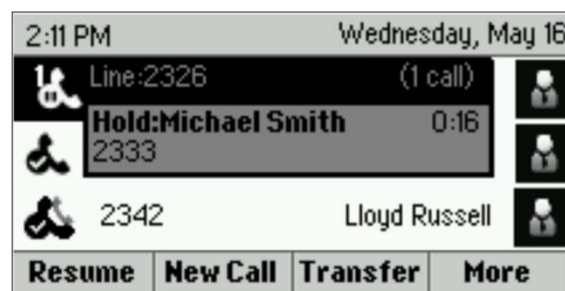 2:11 PM Wednesday, May 16
Line:2326 (1 call)
Hold:Michael Smith 0:16
2333
2342 Lloyd Russell
Resume New Call Transfer More